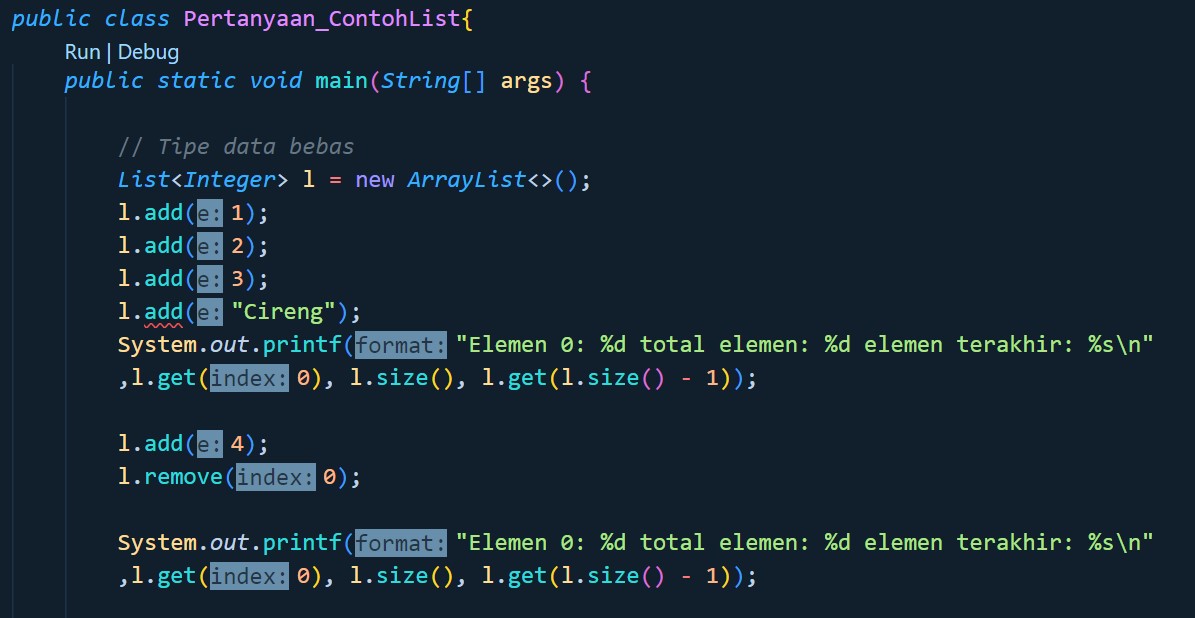 public class Pertanyaan_ContohList{
Run | Debug
public static void main(String[] args) {
// Tipe data bebas
List<Integer> l = new ArrayList<>();
l.add(e: 1);
l.add(e: 2);
l.add(e: 3);
l.add(e: "Cireng");
System.out.printf(format: "Elemen 0: %d total elemen: %d elemen terakhir: %s\n"
,l.get(index: 0), l.size(), l.get(l.size() - 1));
l.add(e: 4);
l.remove(index: 0);
System.out.printf(format: "Elemen 0: %d total elemen: %d elemen terakhir: %s\n"
,l.get(index: 0), l.size(), l.get(l.size() - 1));